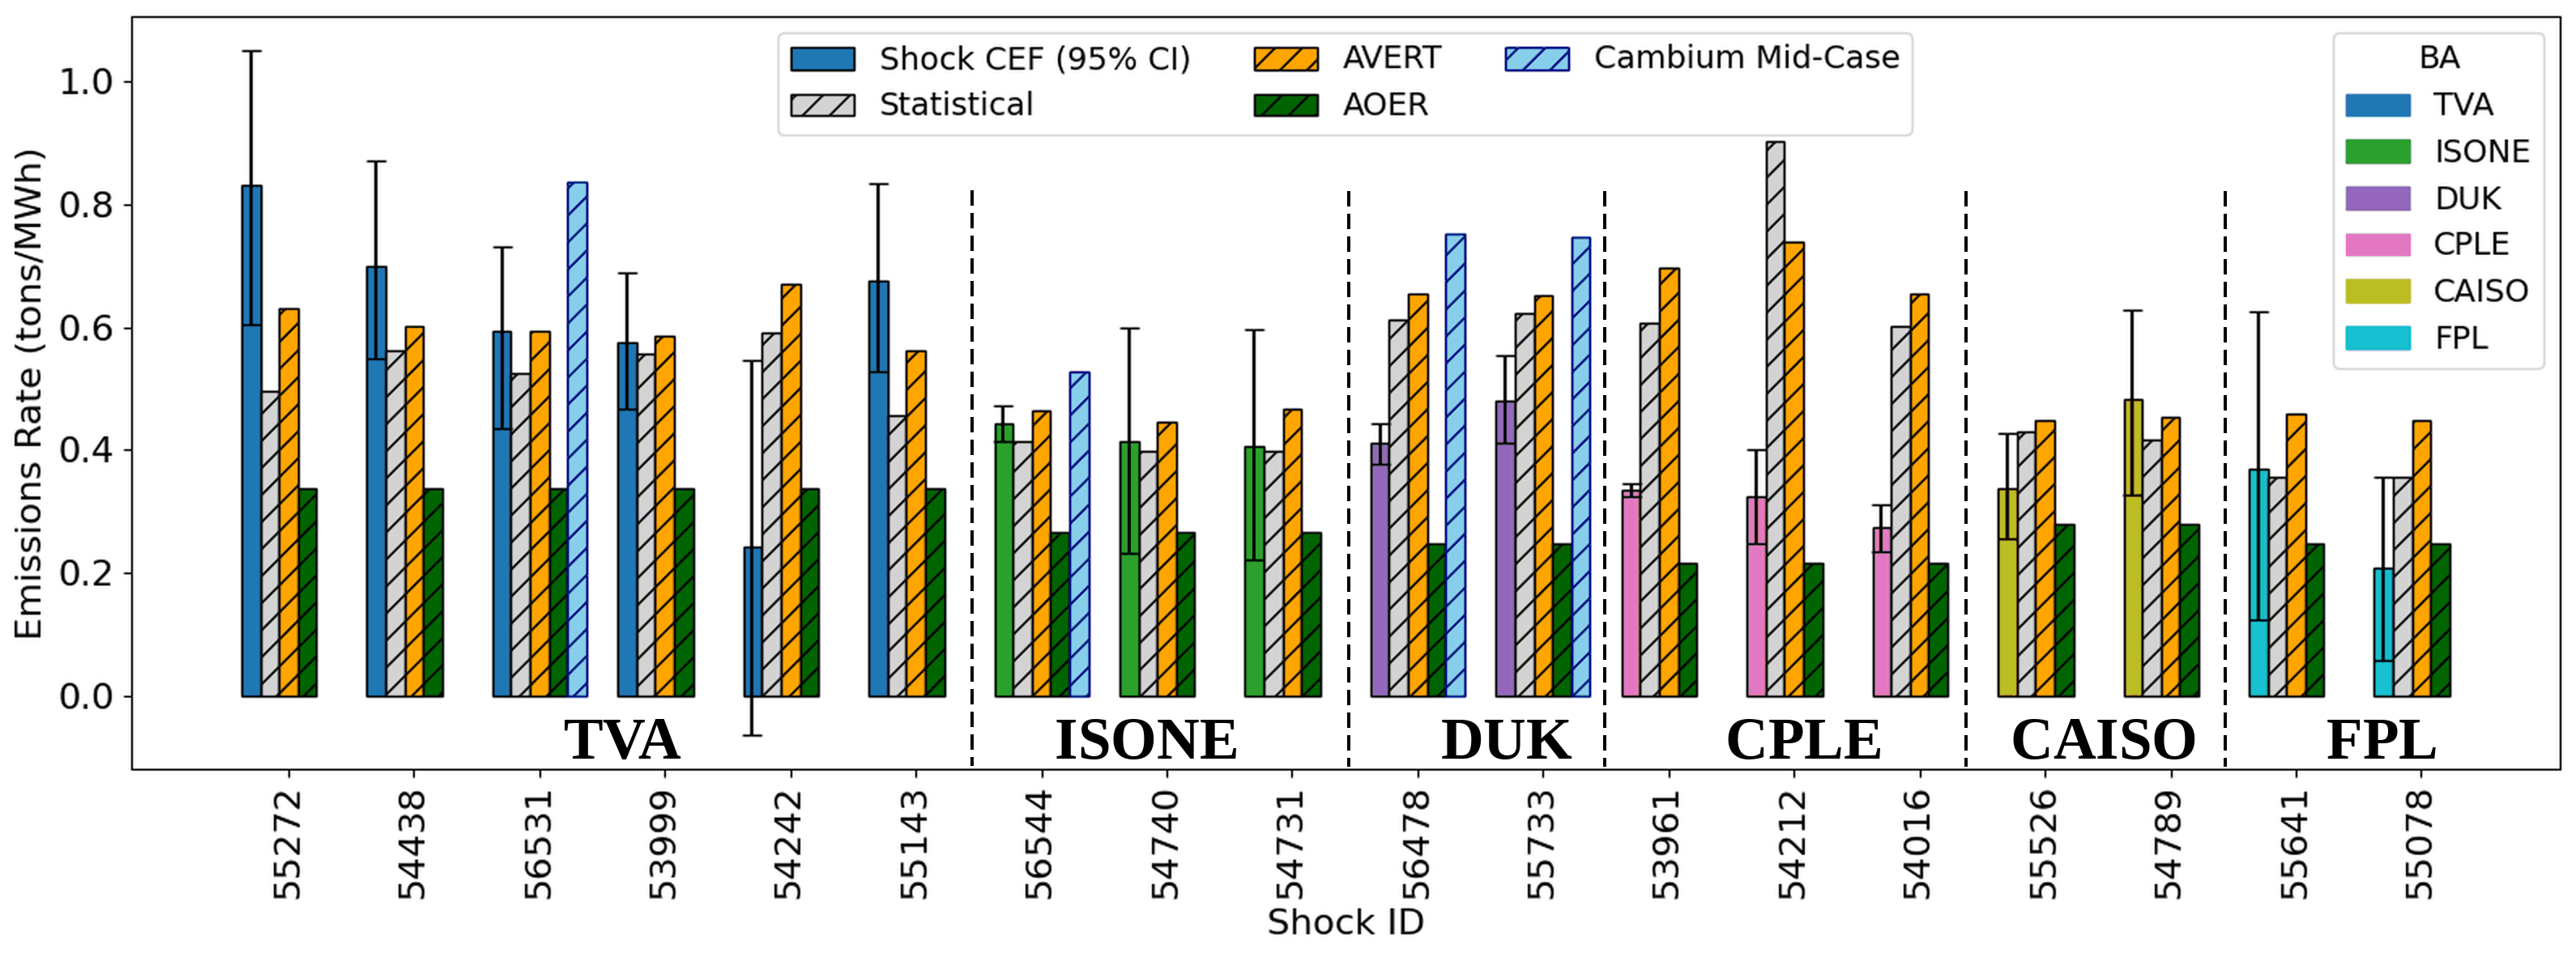 Emissions Rate (tons/MWh)
1.0
0.8
0.6
0.4
0.2
0.0
Shock CEF (95% CI)
Statistical
AVERT
AOER
Cambium Mid-Case
BA
TVA
ISONE
DUK
CPLE
CAISO
FPL
TVA
ISONE
DUK
CPLE
CAISO
FPL
55272
54438
56531
53999
54242
55143
56544
54740
54731
56478
55733
53961
54212
54016
55526
54789
55641
55078
Shock ID